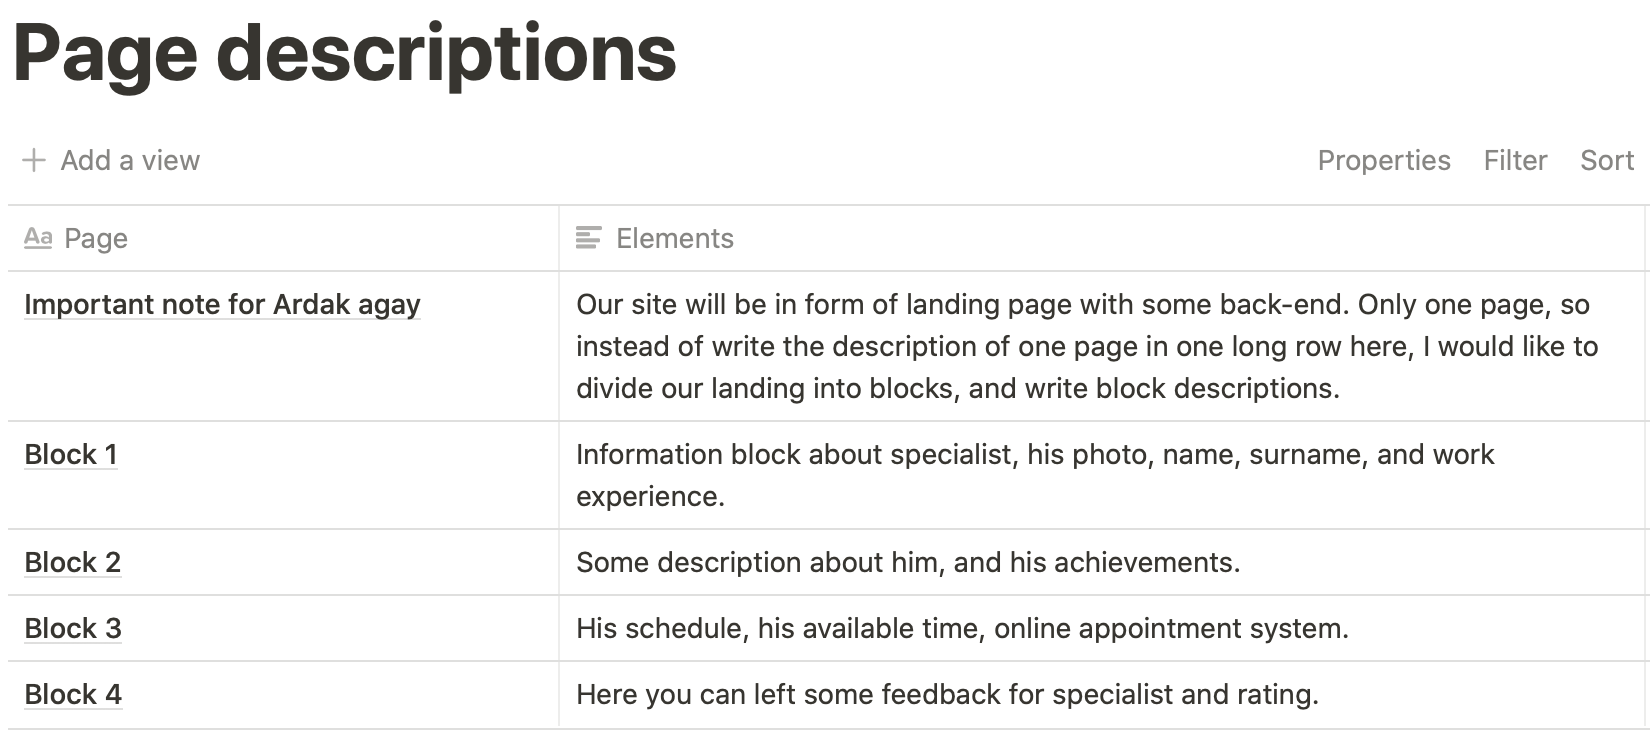 Page descriptions
Add a view
Properties Filter Sort
Aa Page
Elements
Important note for Ardak agay
Our site will be in form of landing page with some back-end. Only one page, so
instead of write the description of one page in one long row here, I would like to
divide our landing into blocks, and write block descriptions.
Block 1
Information block about specialist, his photo, name, surname, and work
experience.
Block 2
Some description about him, and his achievements.
Block 3
His schedule, his available time, online appointment system.
Block 4
Here you can left some feedback for specialist and rating.